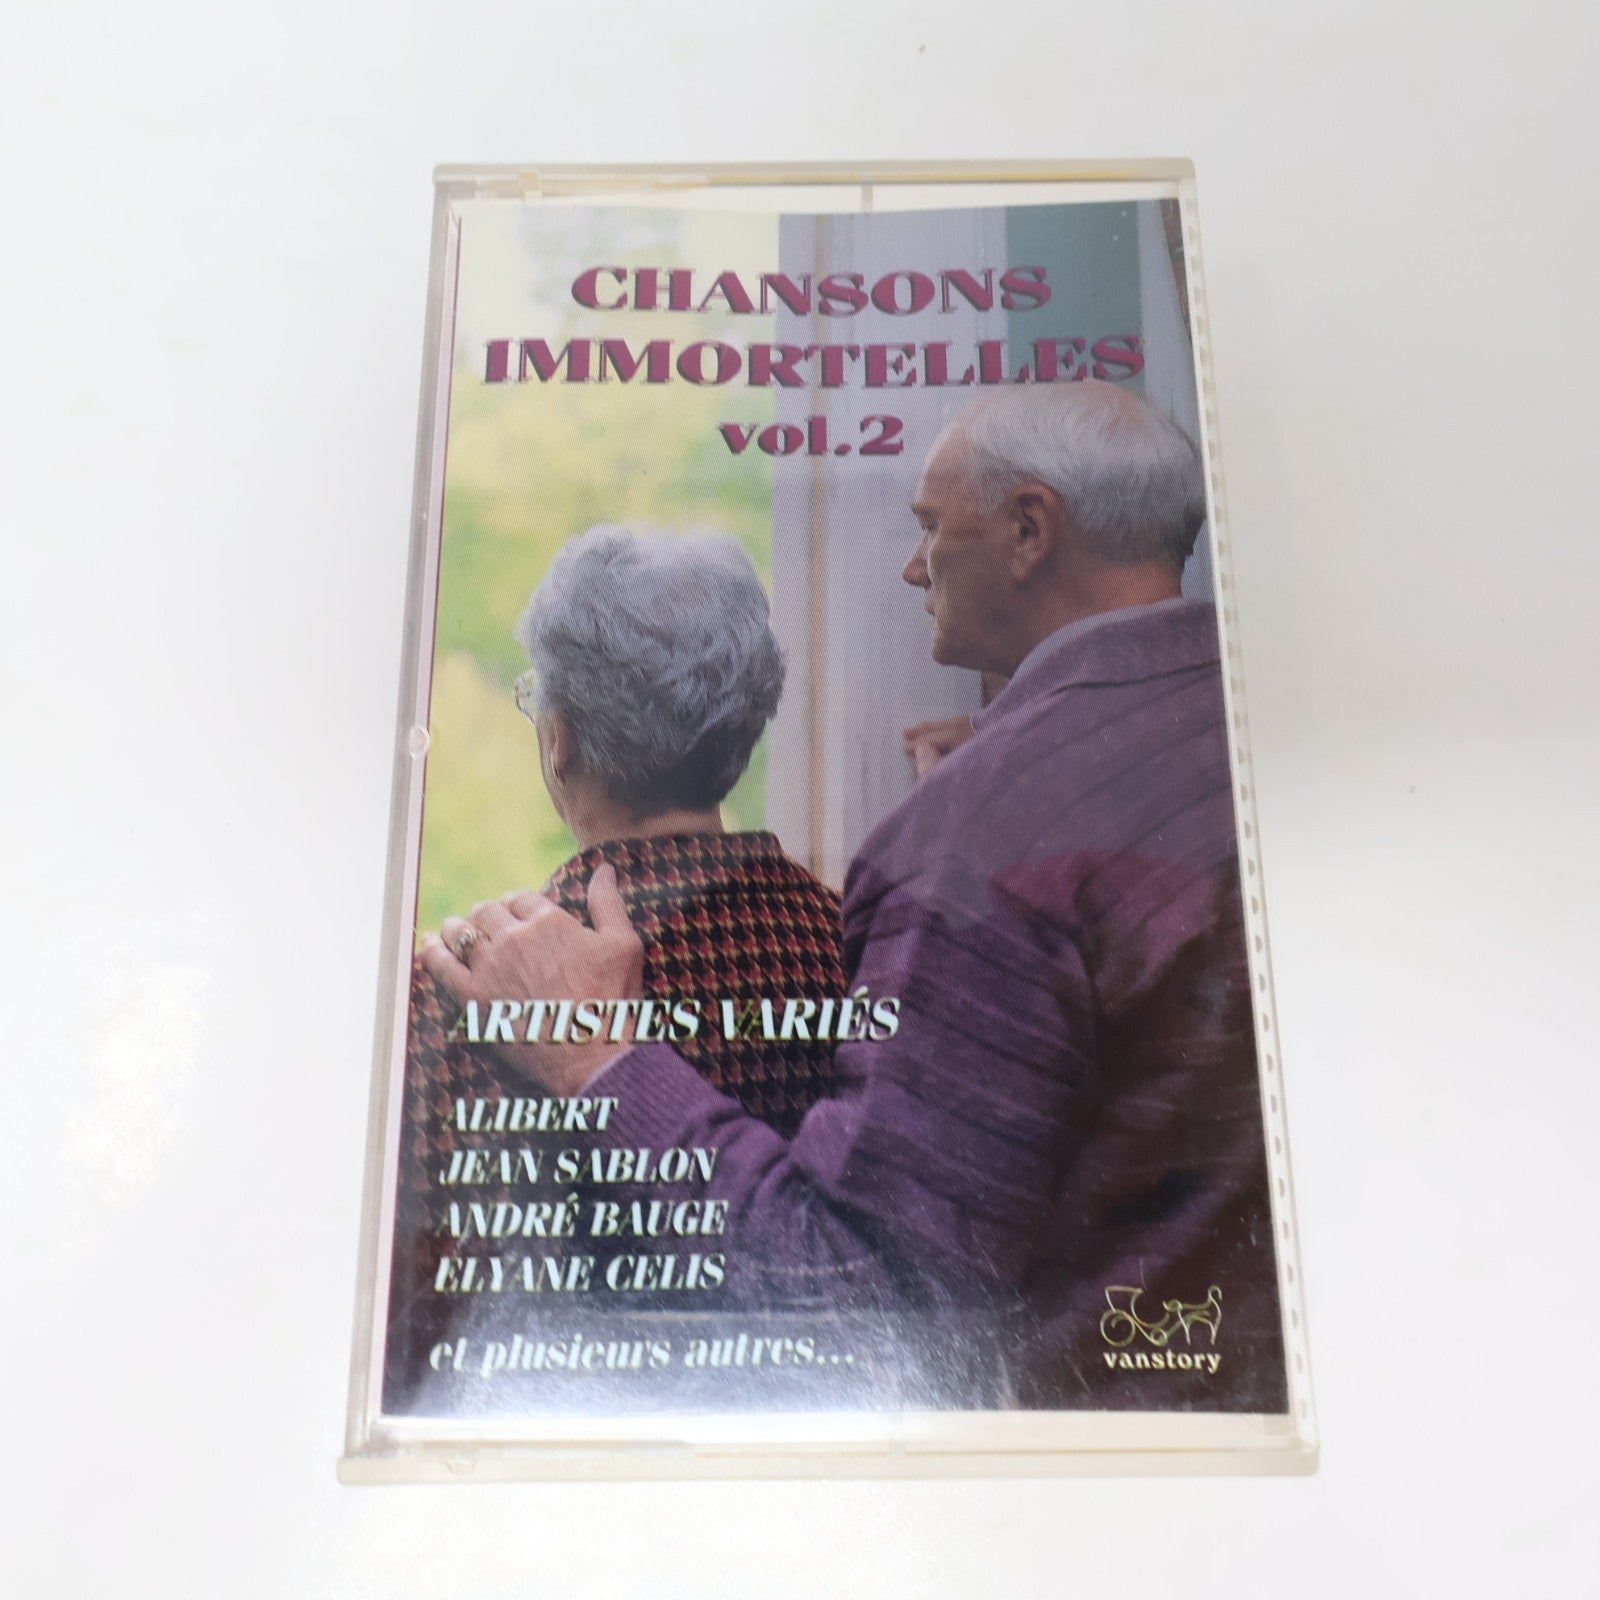 CHANSONS
IMMORTELLES
vol.2
ARTISTES VARIÉS
ALIBERT
JEAN SABLON
ANDRÉ BAUGE
ELYANE CELIS
et plusieurs autres...
vanstory